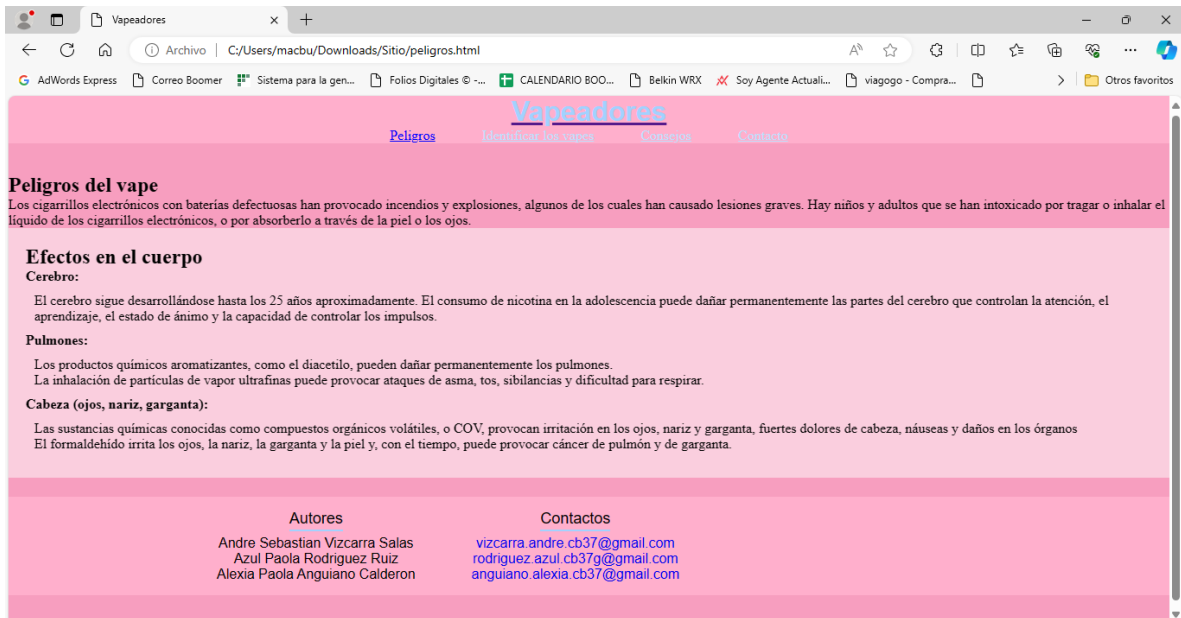 Vapeadores
Archivo C:/Users/macbu/Downloads/Sitio/peligros.html
AdWords Express Correo Boomer Sistema para la gen... Folios Digitales © -... CALENDARIO BOO... Belkin WRX Soy Agente Actuali... viagogo - Compra... Otros favoritos
Vapeadores
Peligros Identificar los vapes Consejos Contacto
Peligros del vape
Los cigarrillos electrónicos con baterías defectuosas han provocado incendios y explosiones, algunos de los cuales han causado lesiones graves. Hay niños y adultos que se han intoxicado por tragar o inhalar el
líquido de los cigarrillos electrónicos, o por absorberlo a través de la piel o los ojos.
Efectos en el cuerpo
Cerebro:
El cerebro sigue desarrollándose hasta los 25 años aproximadamente. El consumo de nicotina en la adolescencia puede dañar permanentemente las partes del cerebro que controlan la atención, el
aprendizaje, el estado de ánimo y la capacidad de controlar los impulsos.
Pulmones:
Los productos químicos aromatizantes, como el diacetilo, pueden dañar permanentemente los pulmones.
La inhalación de partículas de vapor ultrafinas puede provocar ataques de asma, tos, sibilancias y dificultad para respirar.
Cabeza (ojos, nariz, garganta):
Las sustancias químicas conocidas como compuestos orgánicos volátiles, o COV, provocan irritación en los ojos, nariz y garganta, fuertes dolores de cabeza, náuseas y daños en los órganos
El formaldehído irrita los ojos, la nariz, la garganta y la piel y, con el tiempo, puede provocar cáncer de pulmón y de garganta.
Autores Contactos
Andre Sebastian Vizcarra Salas vizcarra.andre.cb37@gmail.com
Azul Paola Rodriguez Ruiz rodriguez.azul.cb37g@gmail.com
Alexia Paola Anguiano Calderon anguiano.alexia.cb37@gmail.com